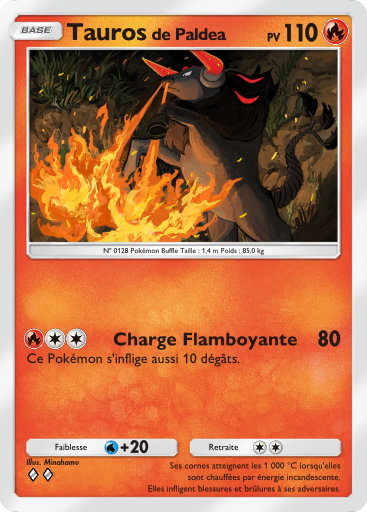 BASE Tauros de Paldea PV 110
N° 0128 Pokémon Buffle Taille : 1,4 m Poids : 85,0 kg
Charge Flamboyante 80
Ce Pokémon s'inflige aussi 10 dégâts.
Faiblesse +20 Retraite
Illus. Minahamu
Ses cornes atteignent les 1 000 °C lorsqu'elles
sont chauffées par énergie incandescente.
Elles infligent blessures et brûlures à ses adversaires.